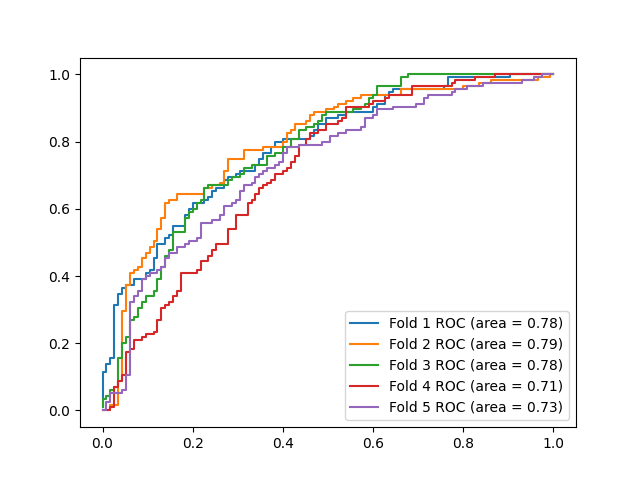 1.0
0.8
0.6
0.4
0.2
0.0
Fold 1 ROC (area = 0.78)
Fold 2 ROC (area = 0.79)
Fold 3 ROC (area = 0.78)
Fold 4 ROC (area = 0.71)
Fold 5 ROC (area = 0.73)
0.0 0.2 0.4 0.6 0.8 1.0